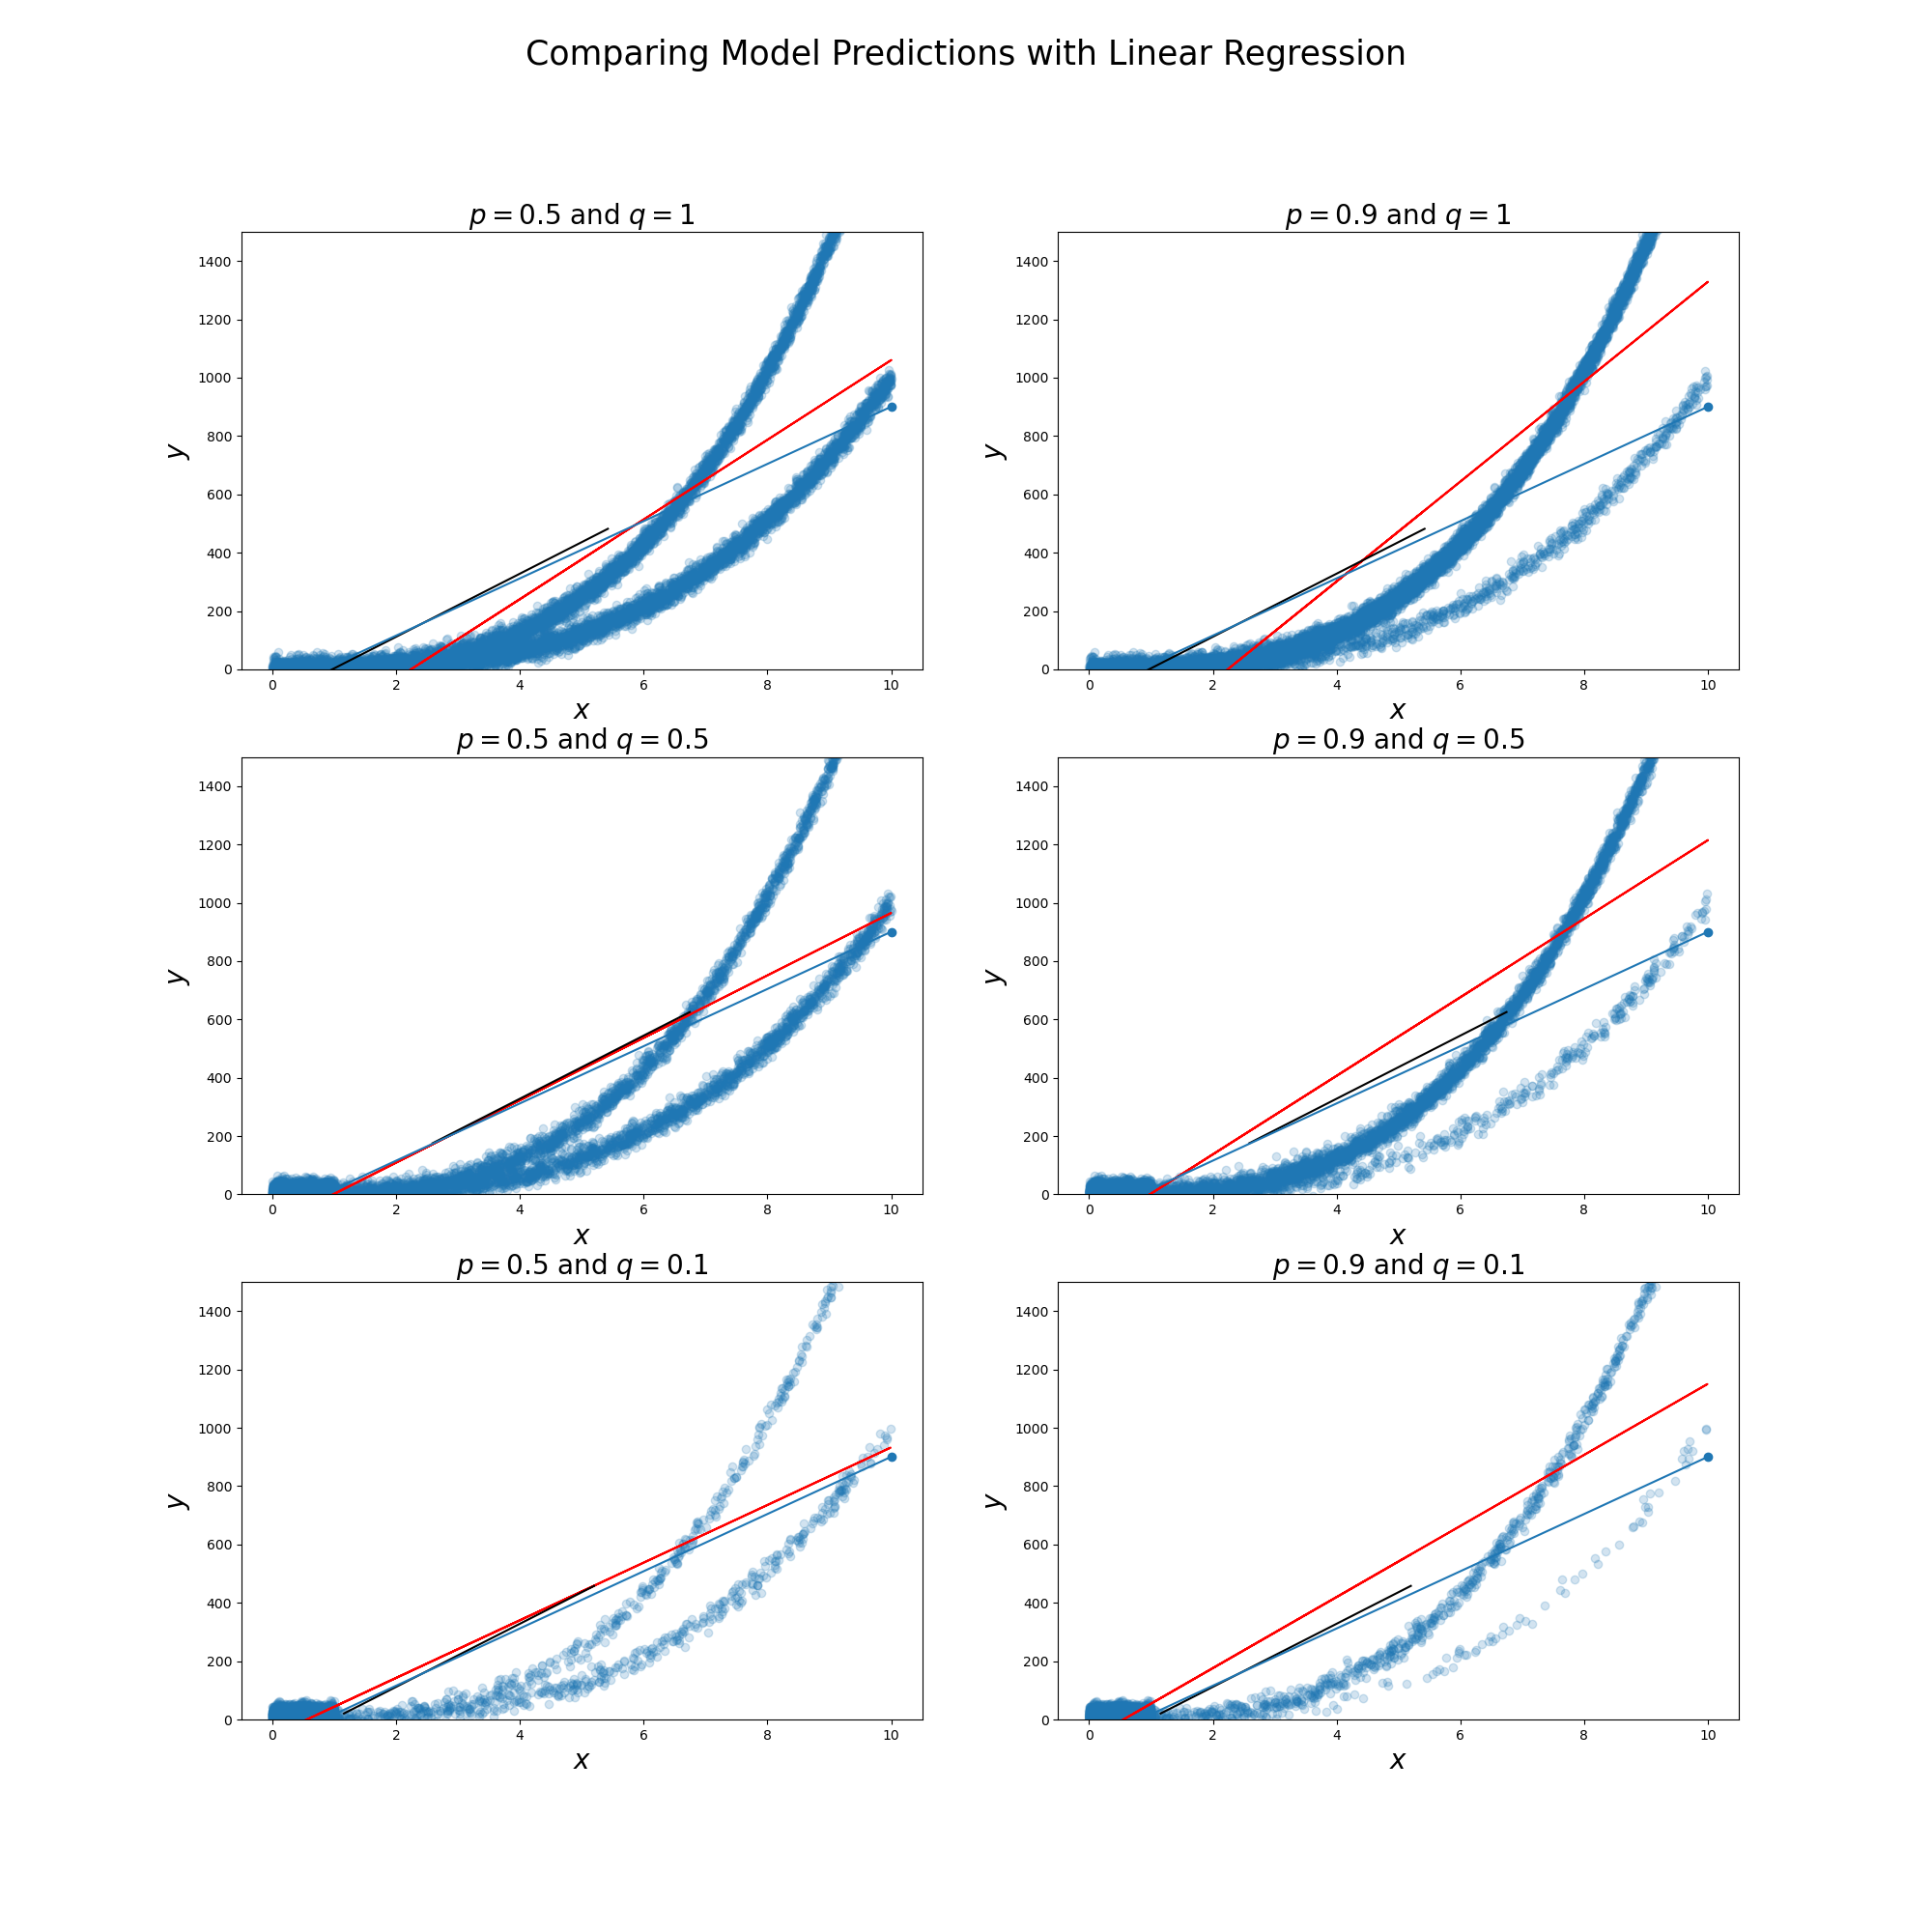 Comparing Model Predictions with Linear Regression
p = 0.5 and q = 1
1400
1200
1000
800
600
400
200
0
y
0 2 4 6 8 10
x
p = 0.9 and q = 1
1400
1200
1000
800
600
400
200
0
y
0 2 4 6 8 10
x
p = 0.5 and q = 0.5
1400
1200
1000
800
600
400
200
0
y
0 2 4 6 8 10
x
p = 0.9 and q = 0.5
1400
1200
1000
800
600
400
200
0
y
0 2 4 6 8 10
x
p = 0.5 and q = 0.1
1400
1200
1000
800
600
400
200
0
y
0 2 4 6 8 10
x
p = 0.9 and q = 0.1
1400
1200
1000
800
600
400
200
0
y
0 2 4 6 8 10
x